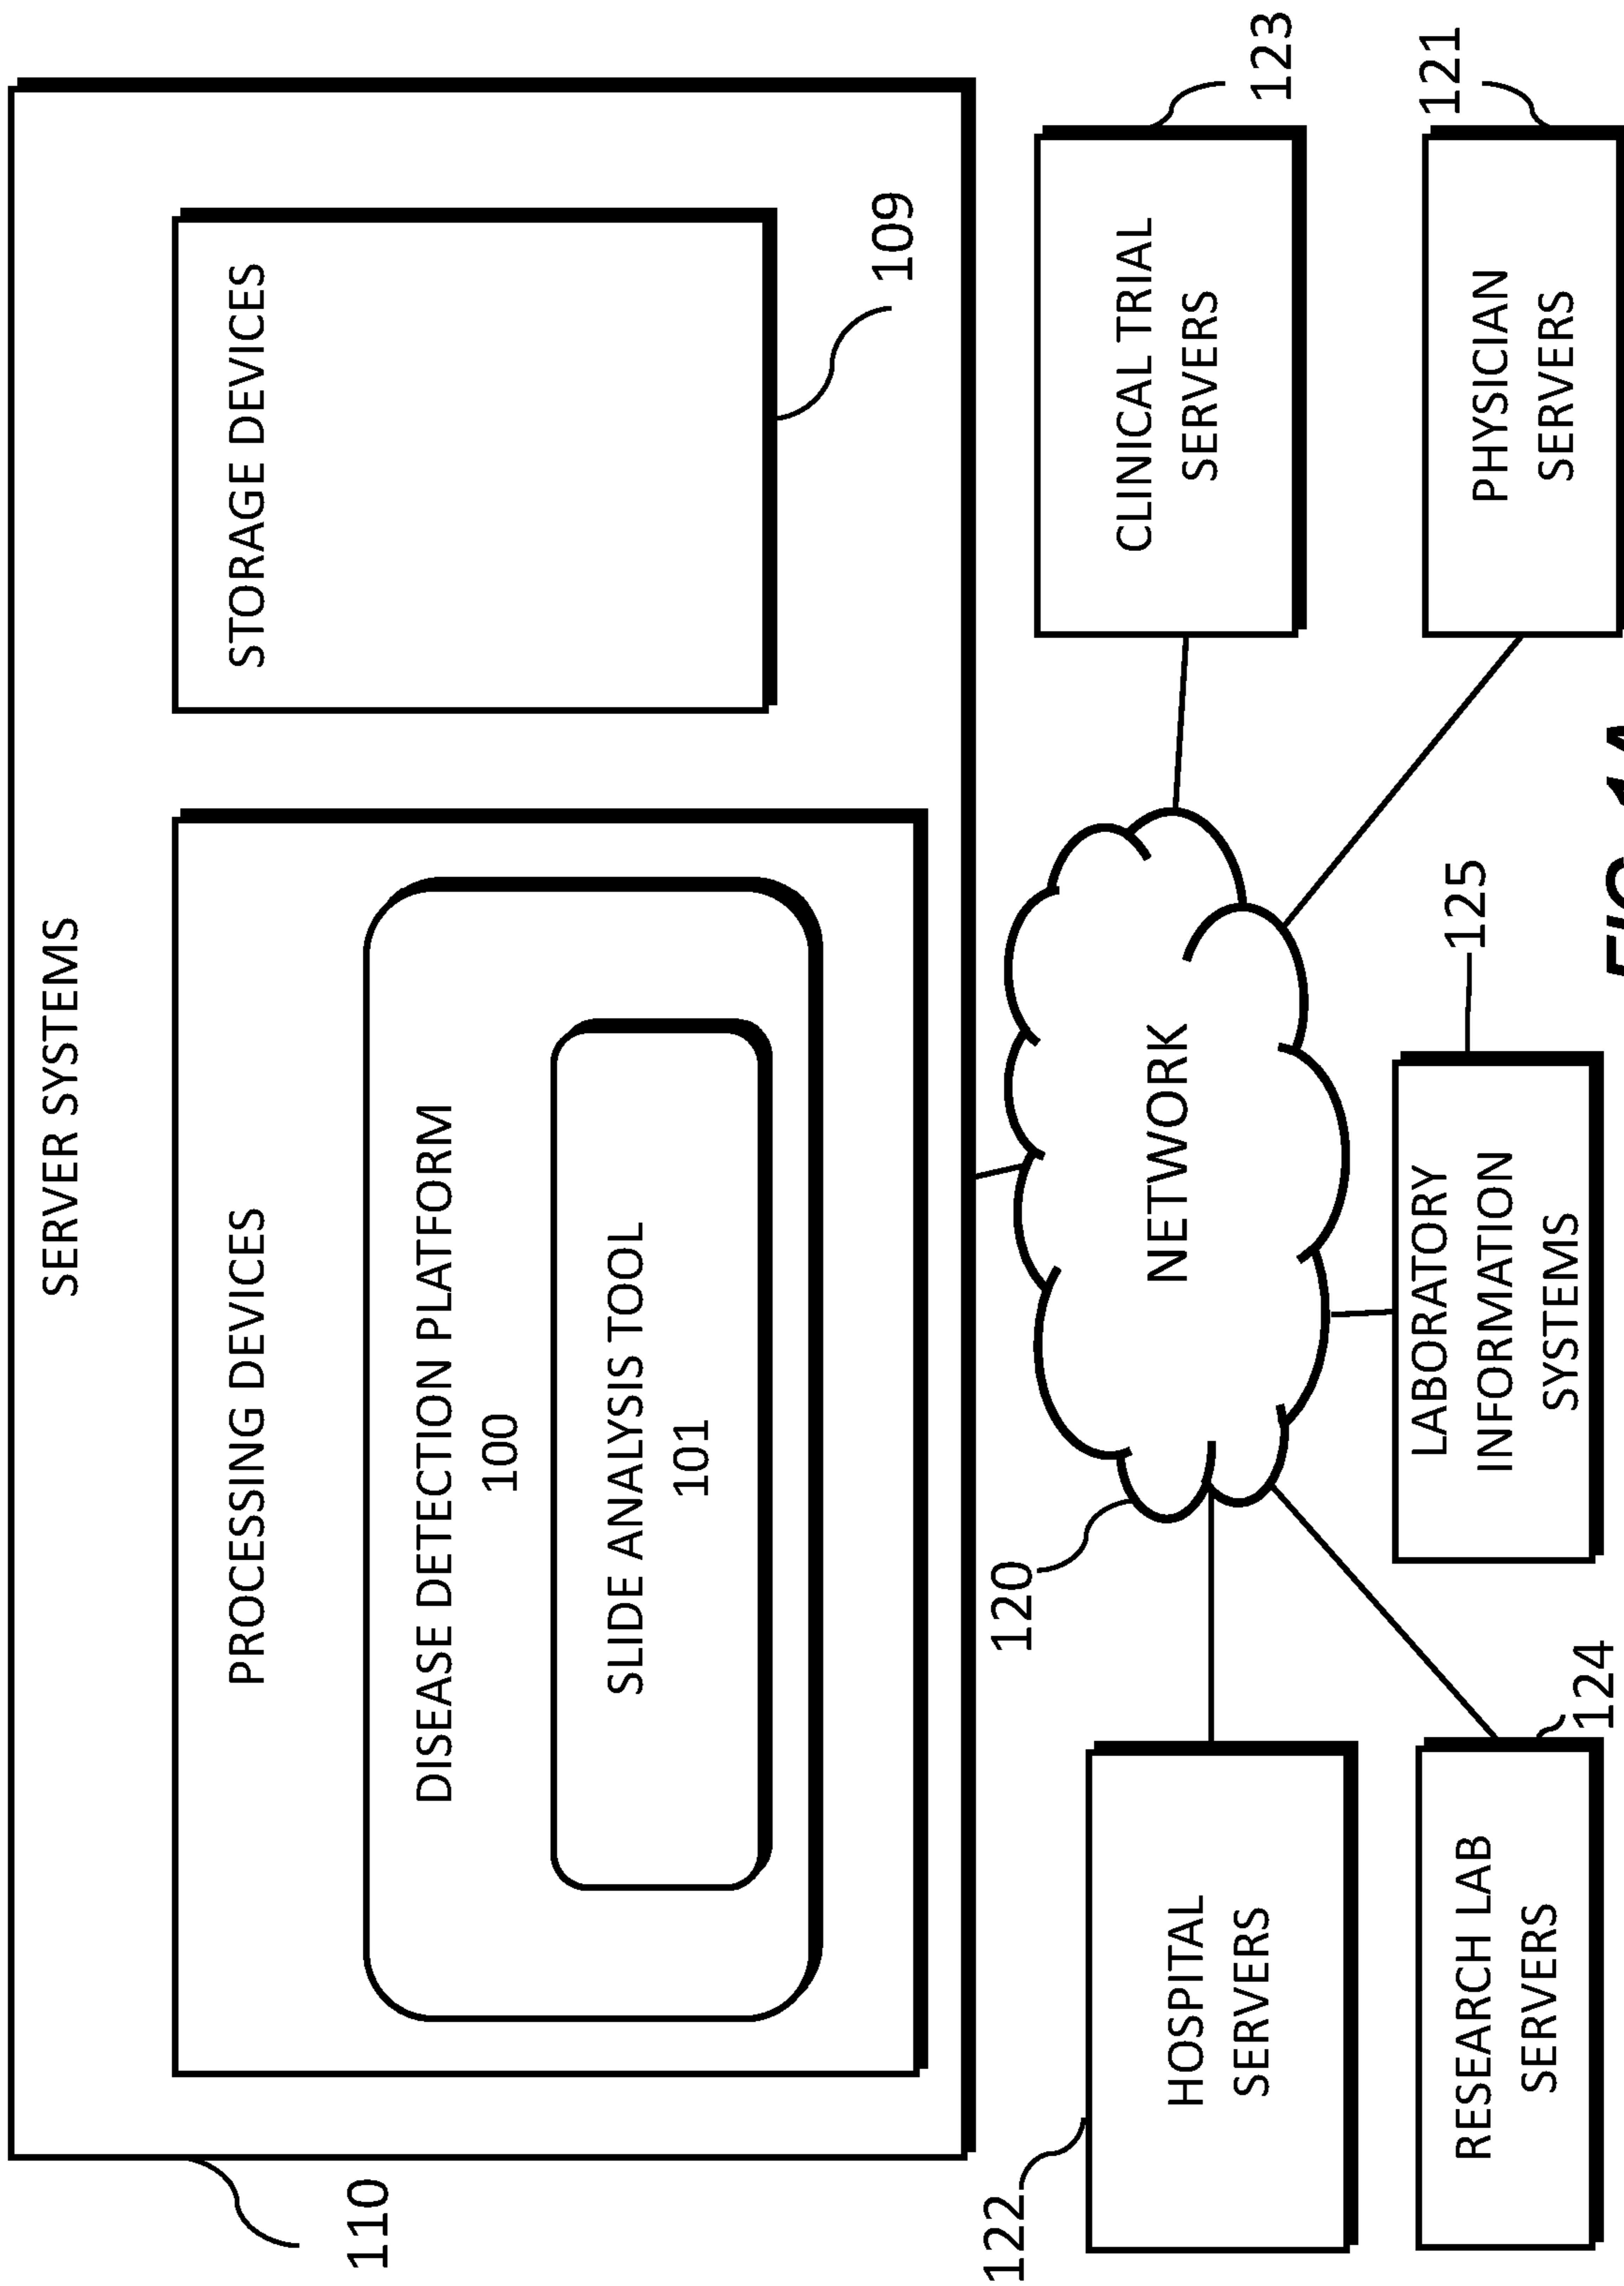 SERVER SYSTEMS
110
PROCESSING DEVICES
STORAGE DEVICES
DISEASE DETECTION PLATFORM
100
SLIDE ANALYSIS TOOL
101
109
122
120
123
HOSPITAL
SERVERS
NETWORK
CLINICAL TRIAL
SERVERS
124
125
121
RESEARCH LAB
SERVERS
LABORATORY
INFORMATION
SYSTEMS
PHYSICIAN
SERVERS